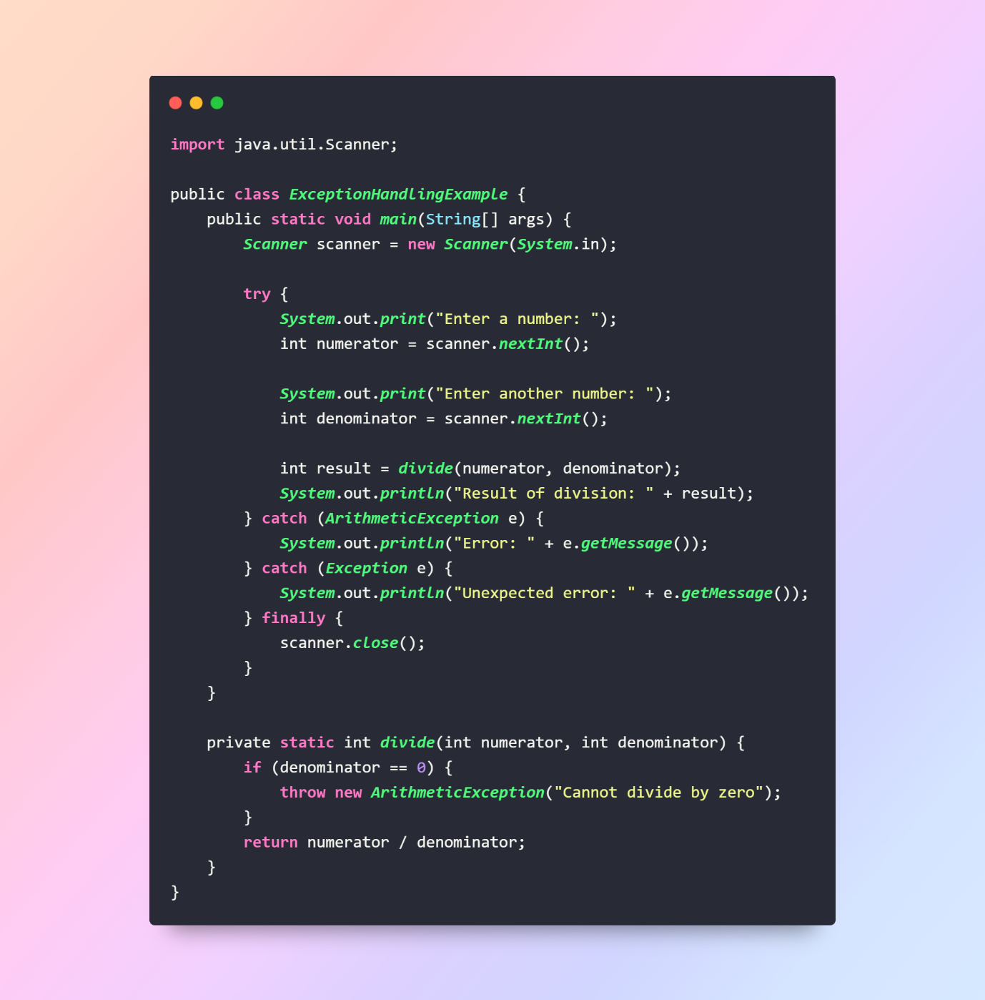 import java.util.Scanner;

public class ExceptionHandlingExample {
    public static void main(String[] args) {
        Scanner scanner = new Scanner(System.in);

        try {
            System.out.print("Enter a number: ");
            int numerator = scanner.nextInt();

            System.out.print("Enter another number: ");
            int denominator = scanner.nextInt();

            int result = divide(numerator, denominator);
            System.out.println("Result of division: " + result);
        } catch (ArithmeticException e) {
            System.out.println("Error: " + e.getMessage());
        } catch (Exception e) {
            System.out.println("Unexpected error: " + e.getMessage());
        } finally {
            scanner.close();
        }
    }

    private static int divide(int numerator, int denominator) {
        if (denominator == 0) {
            throw new ArithmeticException("Cannot divide by zero");
        }
        return numerator / denominator;
    }
}